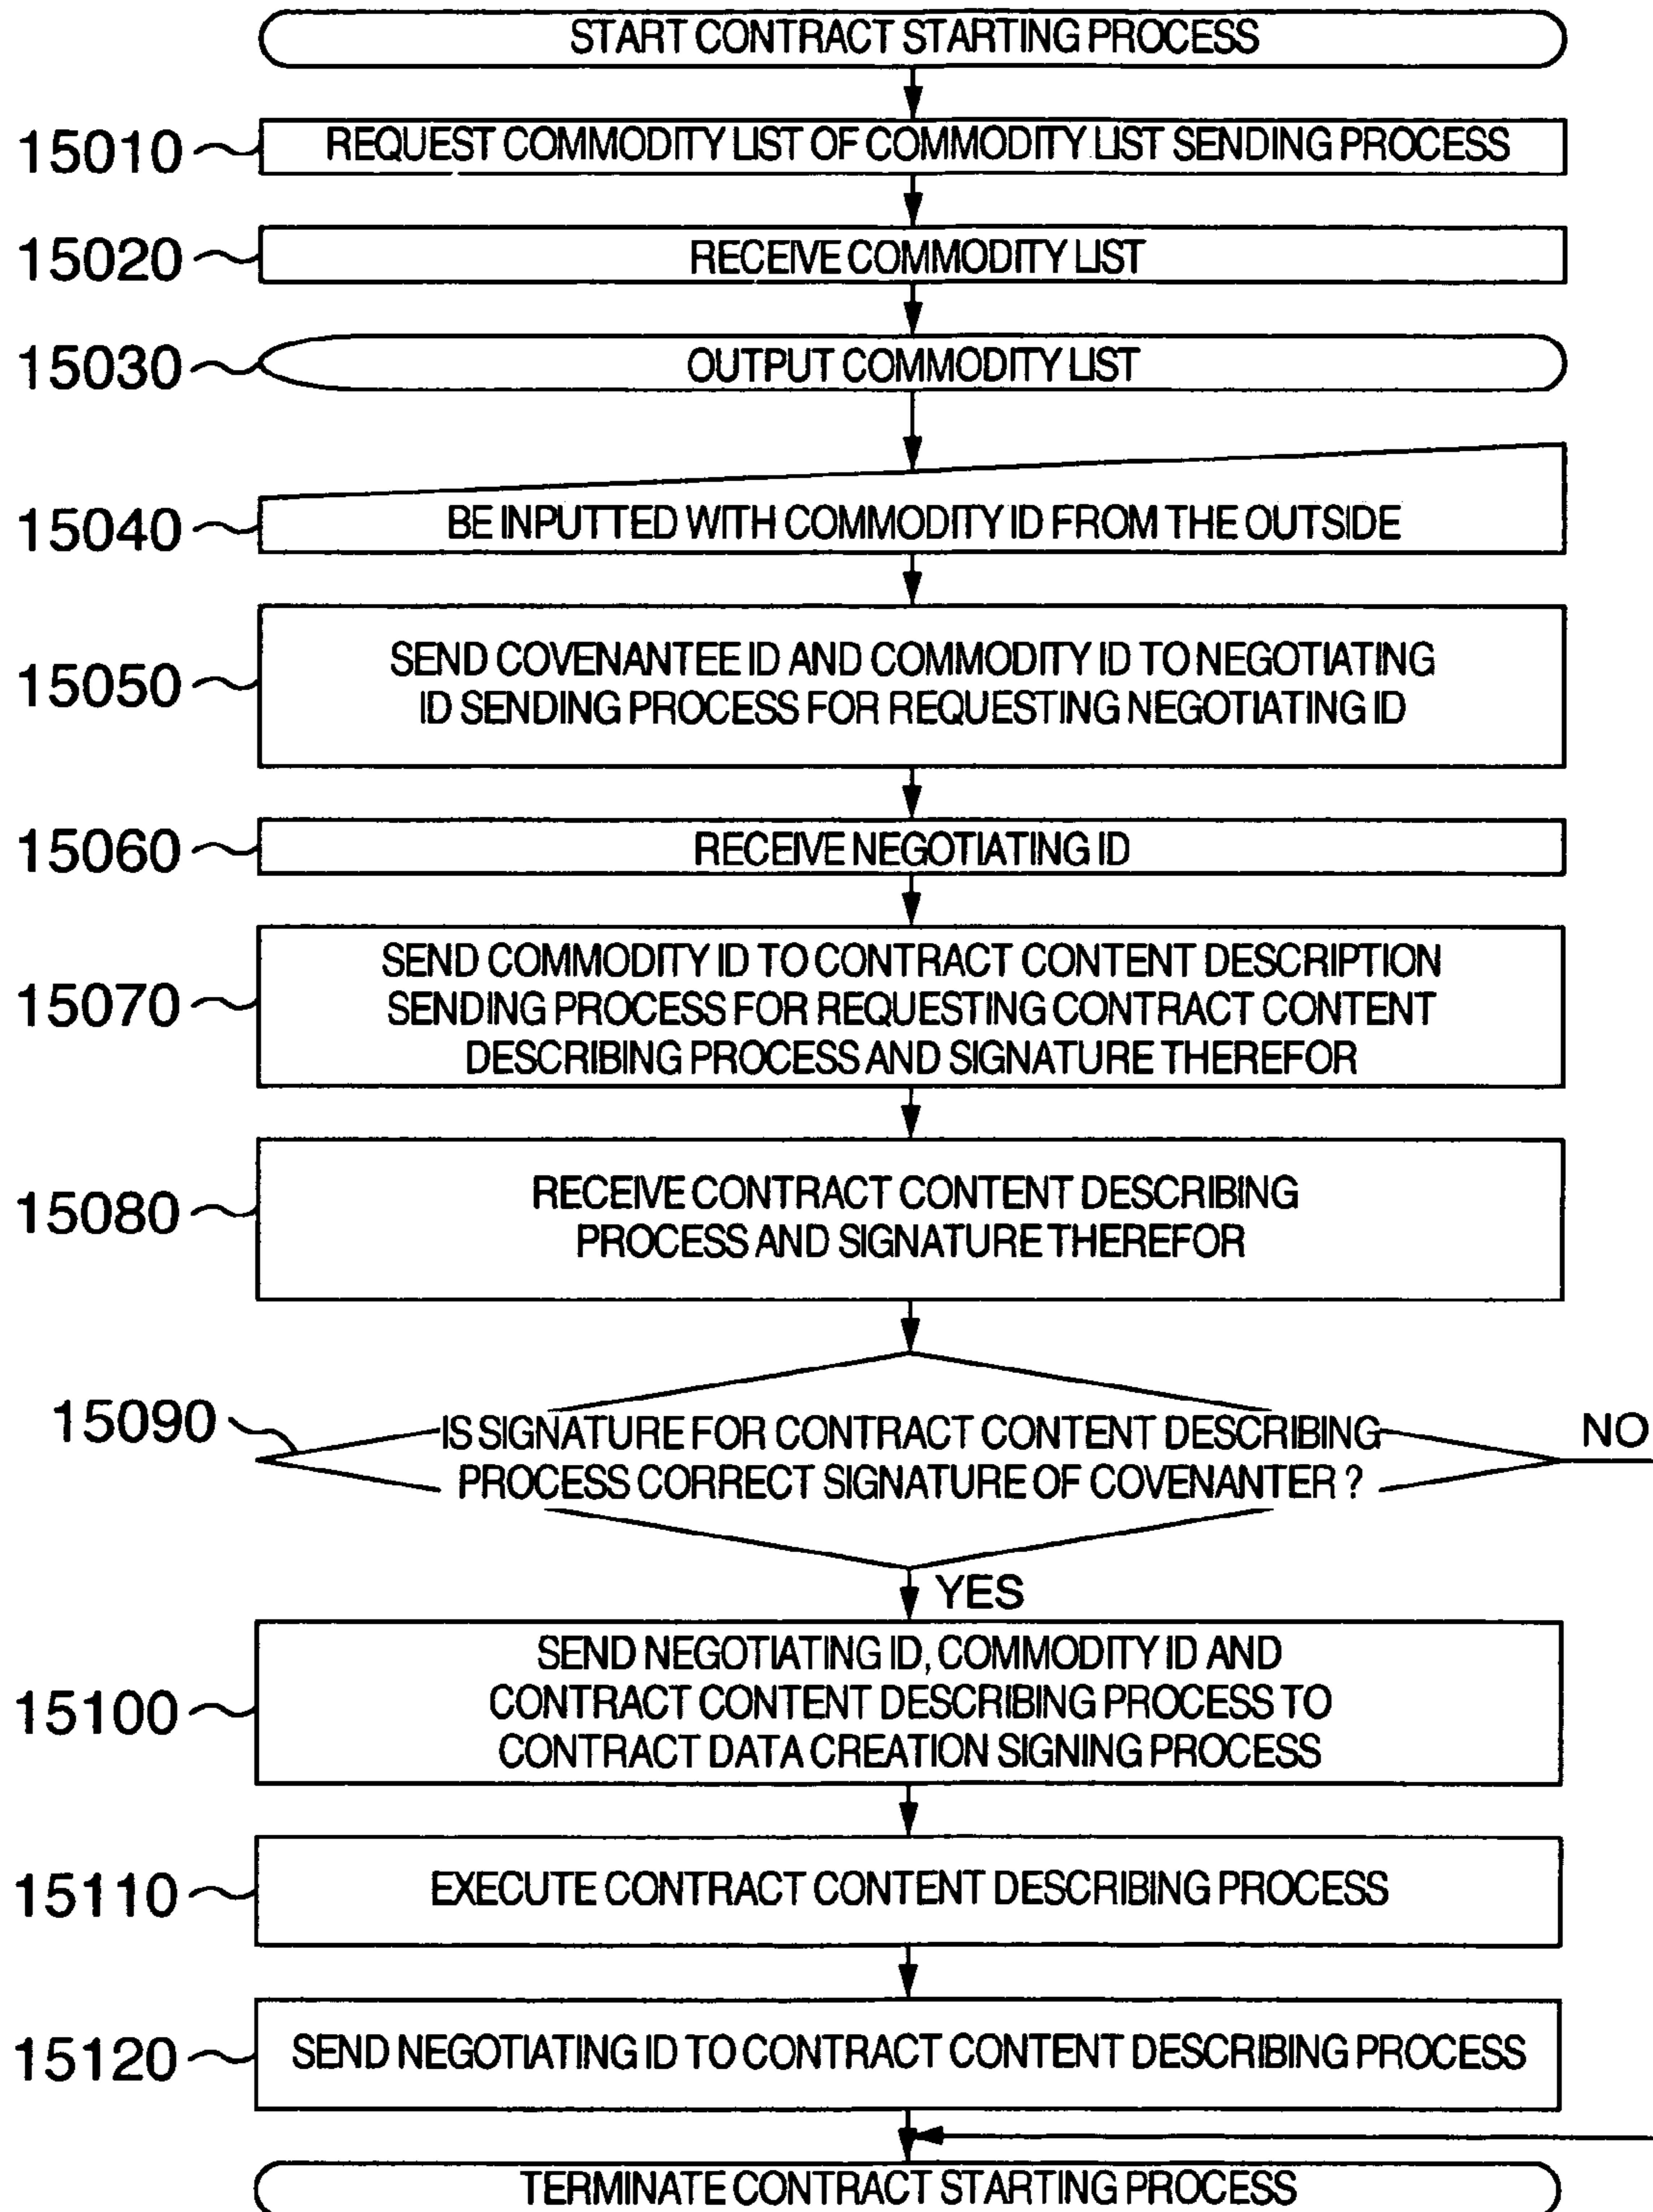 START CONTRACT STARTING PROCESS
15010
REQUEST COMMODITY LIST OF COMMODITY LIST SENDING PROCESS
15020
RECEIVE COMMODITY LIST
15030
OUTPUT COMMODITY LIST
15040
BE INPUTTED WITH COMMODITY ID FROM THE OUTSIDE
15050
SEND COVENANTEE ID AND COMMODITY ID TO NEGOTIATING
ID SENDING PROCESS FOR REQUESTING NEGOTIATING ID
15060
RECEIVE NEGOTIATING ID
15070
SEND COMMODITY ID TO CONTRACT CONTENT DESCRIPTION
SENDING PROCESS FOR REQUESTING CONTRACT CONTENT
DESCRIBING PROCESS AND SIGNATURE THEREFOR
15080
RECEIVE CONTRACT CONTENT DESCRIBING
PROCESS AND SIGNATURE THEREFOR
15090
IS SIGNATURE FOR CONTRACT CONTENT DESCRIBING
PROCESS CORRECT SIGNATURE OF COVENANTER ?
NO
YES
15100
SEND NEGOTIATING ID, COMMODITY ID AND
CONTRACT CONTENT DESCRIBING PROCESS TO
CONTRACT DATA CREATION SIGNING PROCESS
15110
EXECUTE CONTRACT CONTENT DESCRIBING PROCESS
15120
SEND NEGOTIATING ID TO CONTRACT CONTENT DESCRIBING PROCESS
TERMINATE CONTRACT STARTING PROCESS